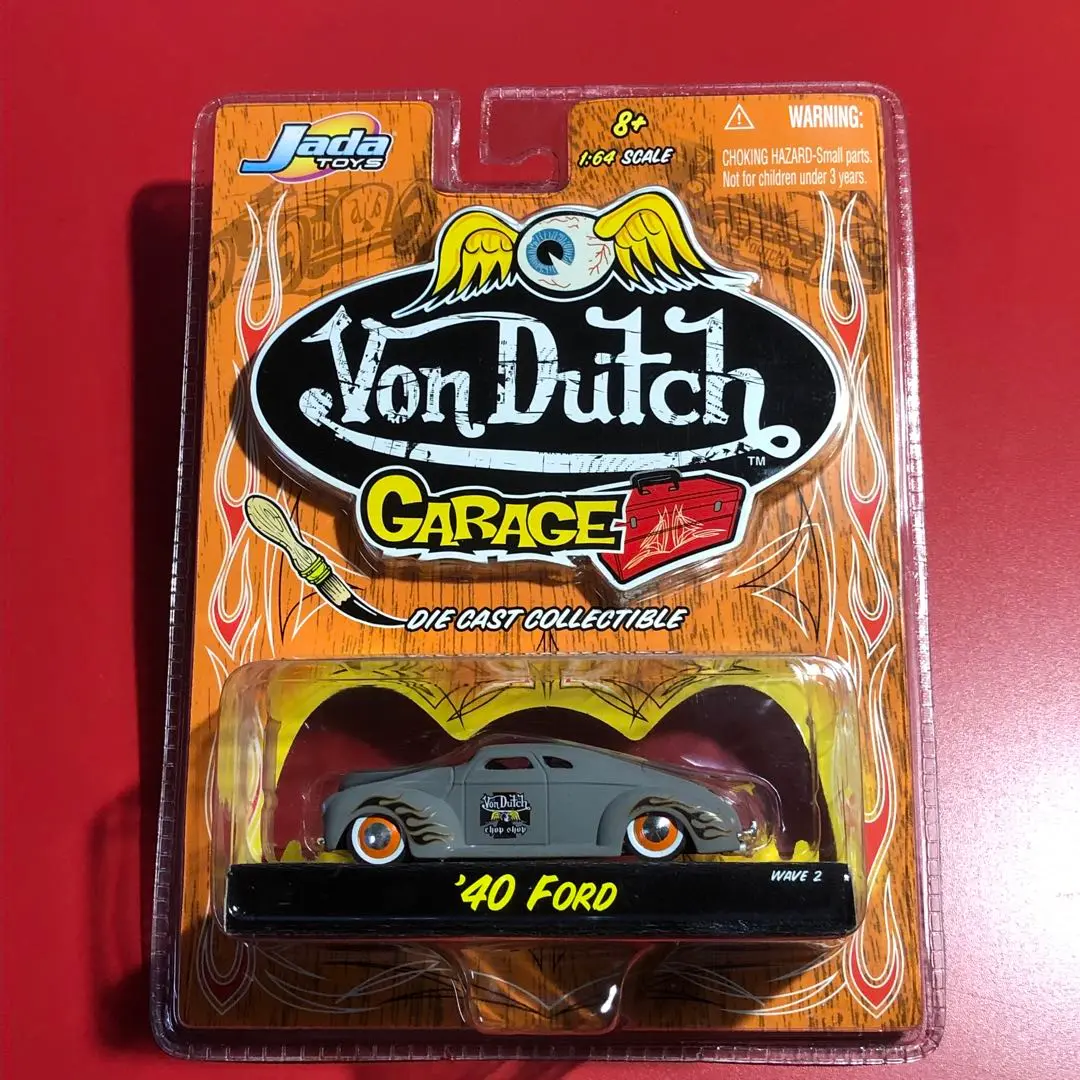 Jada
TOYS
8+
1:64 SCALE
WARNING:
CHOKING HAZARD-Small parts.
Not for children under 3 years.
Von Dutch
TM
GARAGE
DIE CAST COLLECTIBLE
Von Dutch
chop shop
WAVE 2
'40 FORD